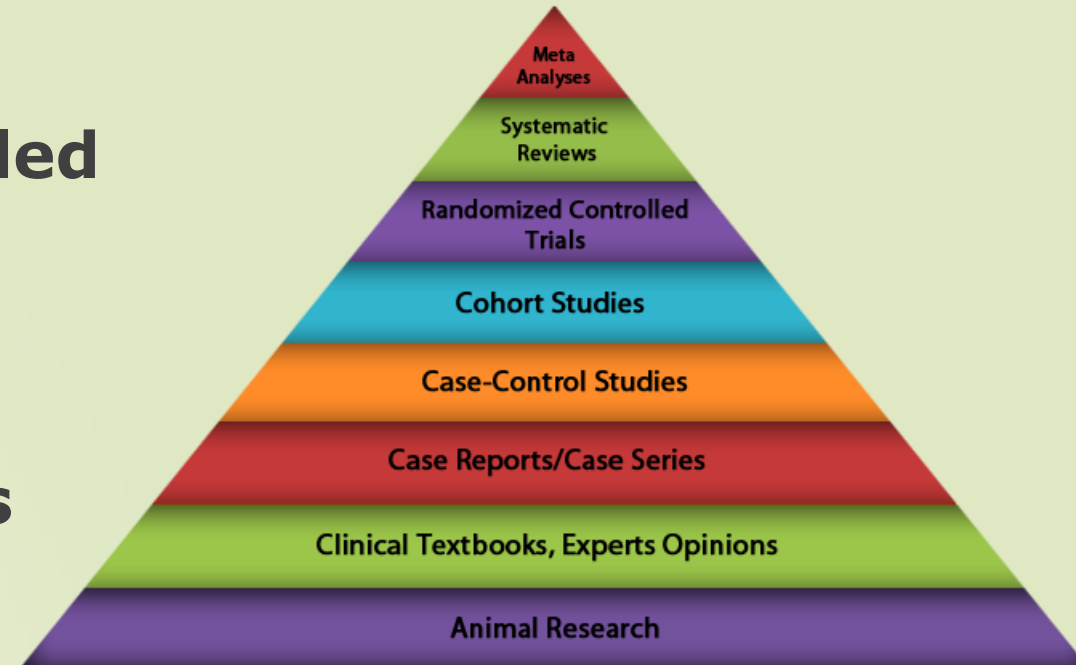 Meta
Analyses
Systematic
Reviews
Randomized Controlled
Trials
Cohort Studies
Case-Control Studies
Case Reports/Case Series
Clinical Textbooks, Experts Opinions
Animal Research